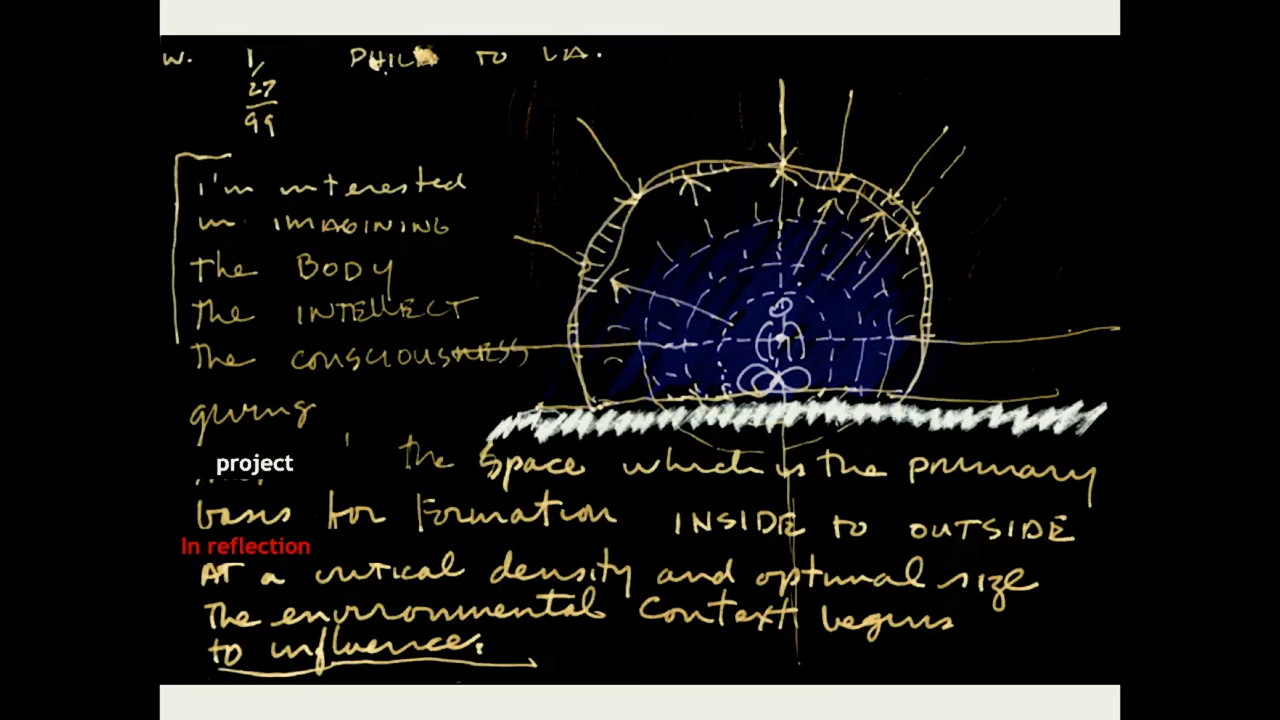 W. 1/27/99 PHILA TO LA.
I'm interested
in IMAGINING
the BODY
the INTELLECT
the CONSCIOUSNESS
giving
project the space which is the primary
basis for Formation INSIDE to OUTSIDE
In reflection
AT a critical density and optimal size
The environmental Context begins
to influence.